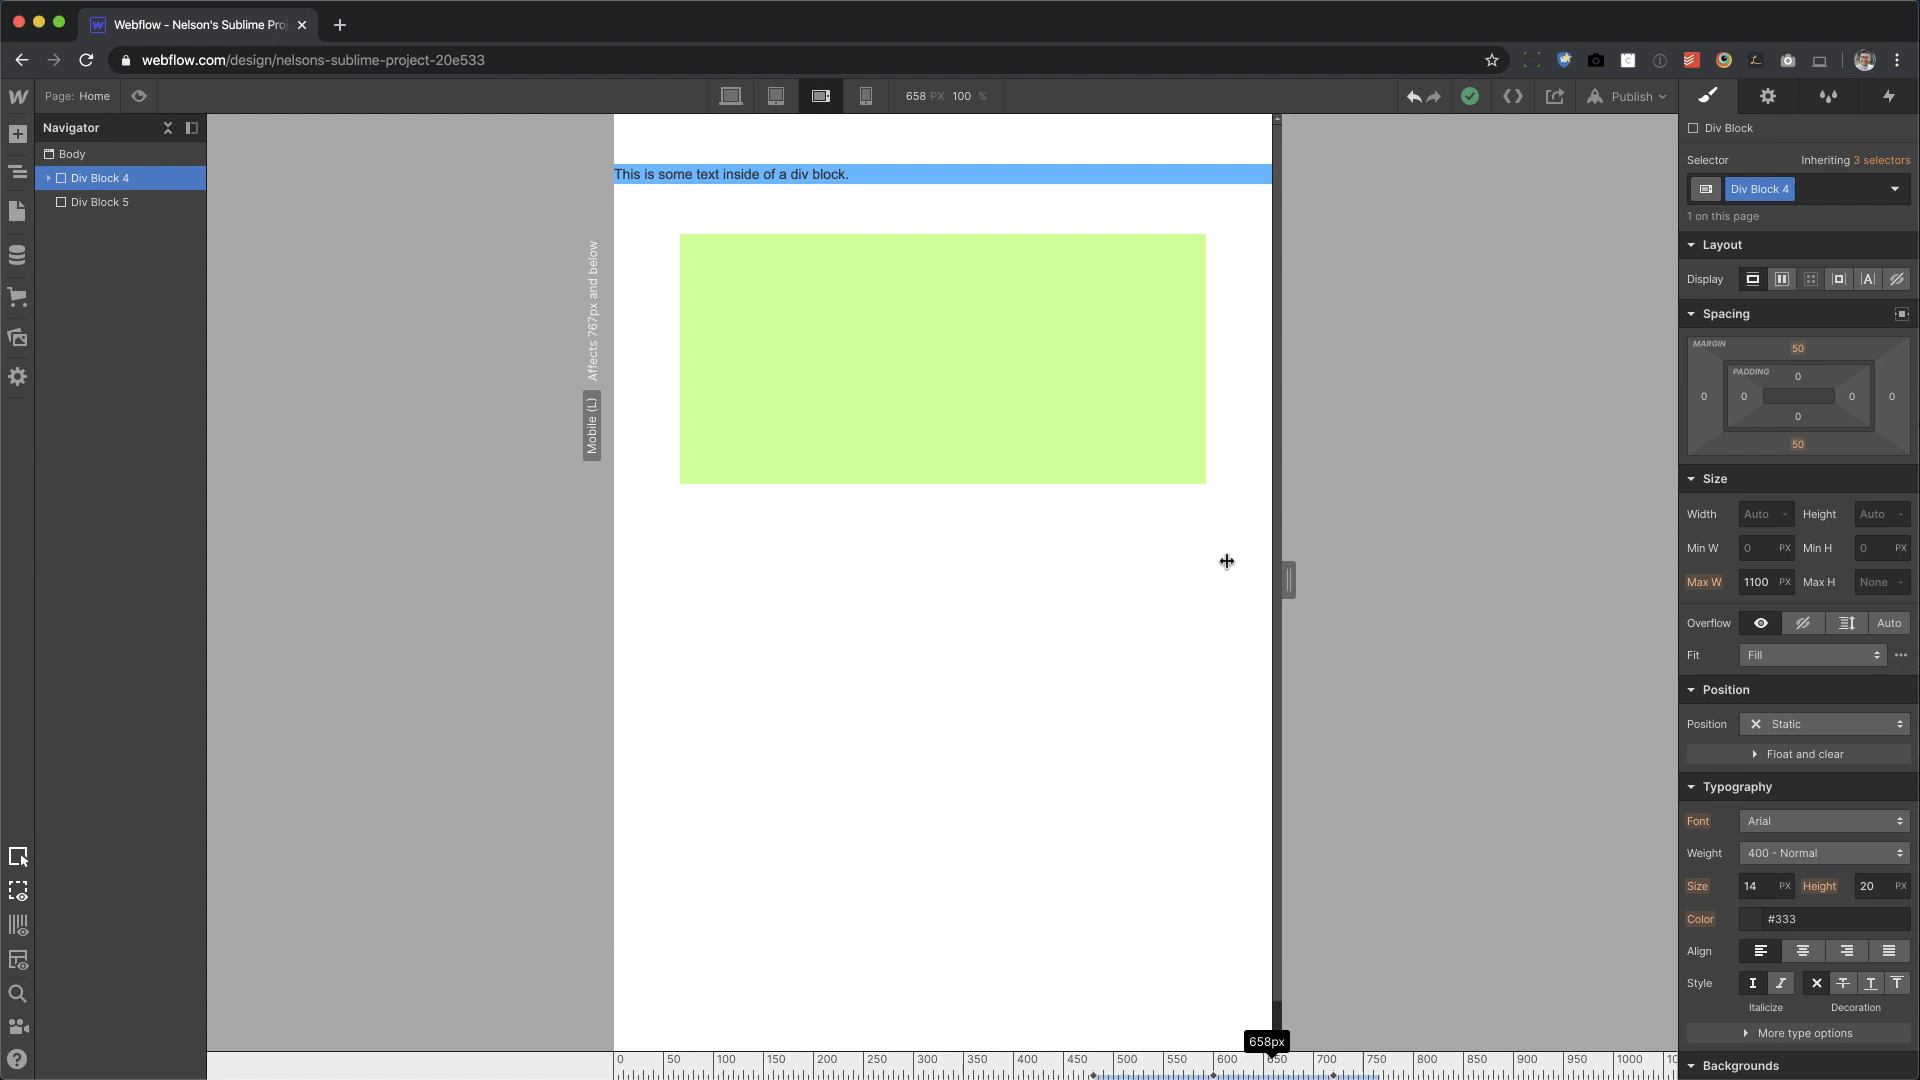 Webflow - Nelson's Sublime Pro
webflow.com/design/nelsons-sublime-project-20e533
Page: Home
658 PX 100 %
Publish
Navigator
Body
Div Block 4
Div Block 5
This is some text inside of a div block.
Affects 767px and below
Mobile (L)
658px
0 50 100 150 200 250 300 350 400 450 500 550 600 650 700 750 800 850 900 950 1000
Div Block
Selector Inheriting 3 selectors
Div Block 4
1 on this page
Layout
Display
Spacing
MARGIN
50
PADDING
0
0 0 0 0
0
50
Size
Width Auto - Height Auto -
Min W 0 PX Min H 0 PX
Max W 1100 PX Max H None -
Overflow Auto
Fit Fill
Position
Position Static
Float and clear
Typography
Font Arial
Weight 400 - Normal
Size 14 PX Height 20 PX
Color #333
Align
Style
Italicize Decoration
More type options
Backgrounds